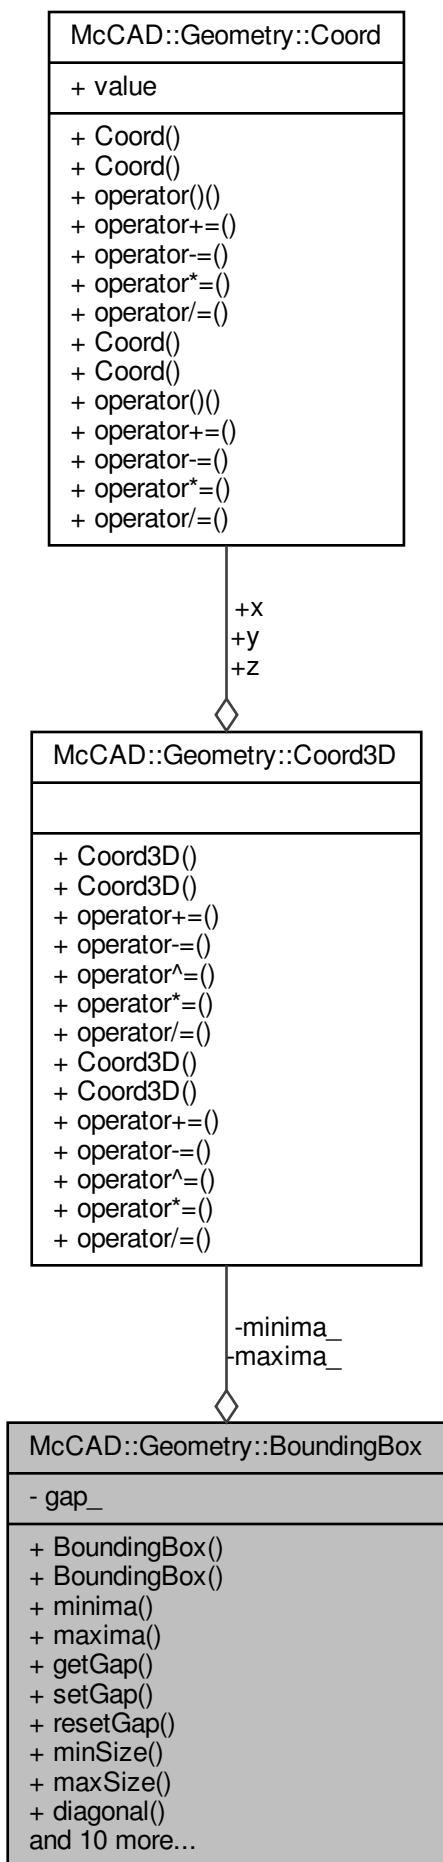 McCAD::Geometry::Coord
+ value
+ Coord()
+ Coord()
+ operator()()
+ operator+=()
+ operator-=()
+ operator*=()
+ operator/=()
+ Coord()
+ Coord()
+ operator()()
+ operator+=()
+ operator-=()
+ operator*=()
+ operator/=()
+x
+y
+z
McCAD::Geometry::Coord3D
+ Coord3D()
+ Coord3D()
+ operator+=()
+ operator-=()
+ operator^=()
+ operator*=()
+ operator/=()
+ Coord3D()
+ Coord3D()
+ operator+=()
+ operator-=()
+ operator^=()
+ operator*=()
+ operator/=()
-minima_
-maxima_
McCAD::Geometry::BoundingBox
- gap_
+ BoundingBox()
+ BoundingBox()
+ minima()
+ maxima()
+ getGap()
+ setGap()
+ resetGap()
+ minSize()
+ maxSize()
+ diagonal()
and 10 more...